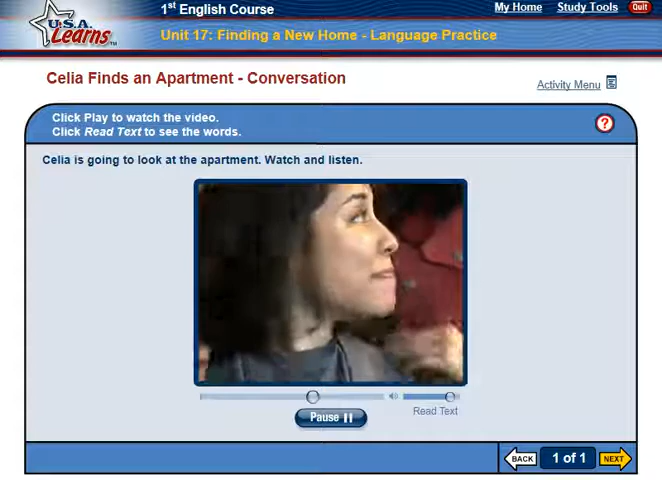 U.S.A.
Learns™
1st English Course
My Home
Study Tools
Quit
Unit 17: Finding a New Home - Language Practice
Celia Finds an Apartment - Conversation
Activity Menu
Click Play to watch the video.
Click Read Text to see the words.
?
Celia is going to look at the apartment. Watch and listen.
Pause
Read Text
BACK
1 of 1
NEXT